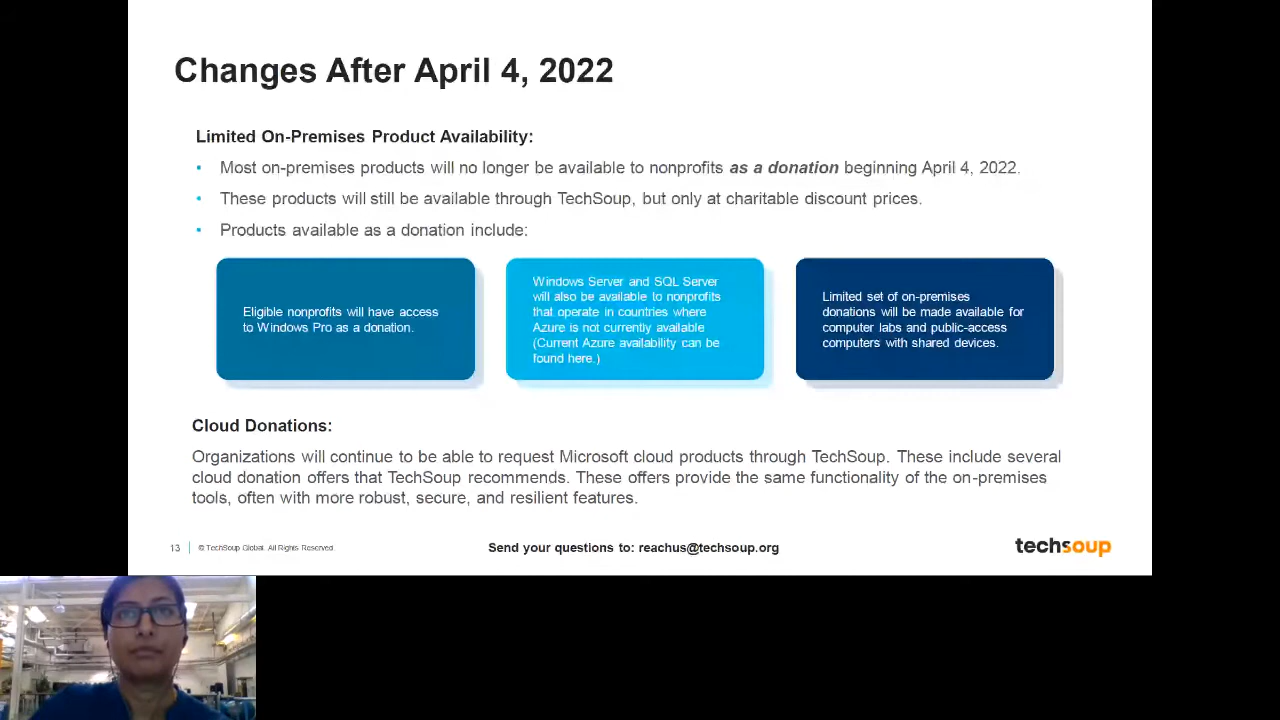 Changes After April 4, 2022
Limited On-Premises Product Availability:
• Most on-premises products will no longer be available to nonprofits as a donation beginning April 4, 2022.
• These products will still be available through TechSoup, but only at charitable discount prices.
• Products available as a donation include:
Eligible nonprofits will have access
to Windows Pro as a donation.
Windows Server and SQL Server
will also be available to nonprofits
that operate in countries where
Azure is not currently available
(Current Azure availability can be
found here.)
Limited set of on-premises
donations will be made available for
computer labs and public-access
computers with shared devices.
Cloud Donations:
Organizations will continue to be able to request Microsoft cloud products through TechSoup. These include several
cloud donation offers that TechSoup recommends. These offers provide the same functionality of the on-premises
tools, often with more robust, secure, and resilient features.
13
© TechSoup Global. All Rights Reserved
Send your questions to: reachus@techsoup.org
techsoup